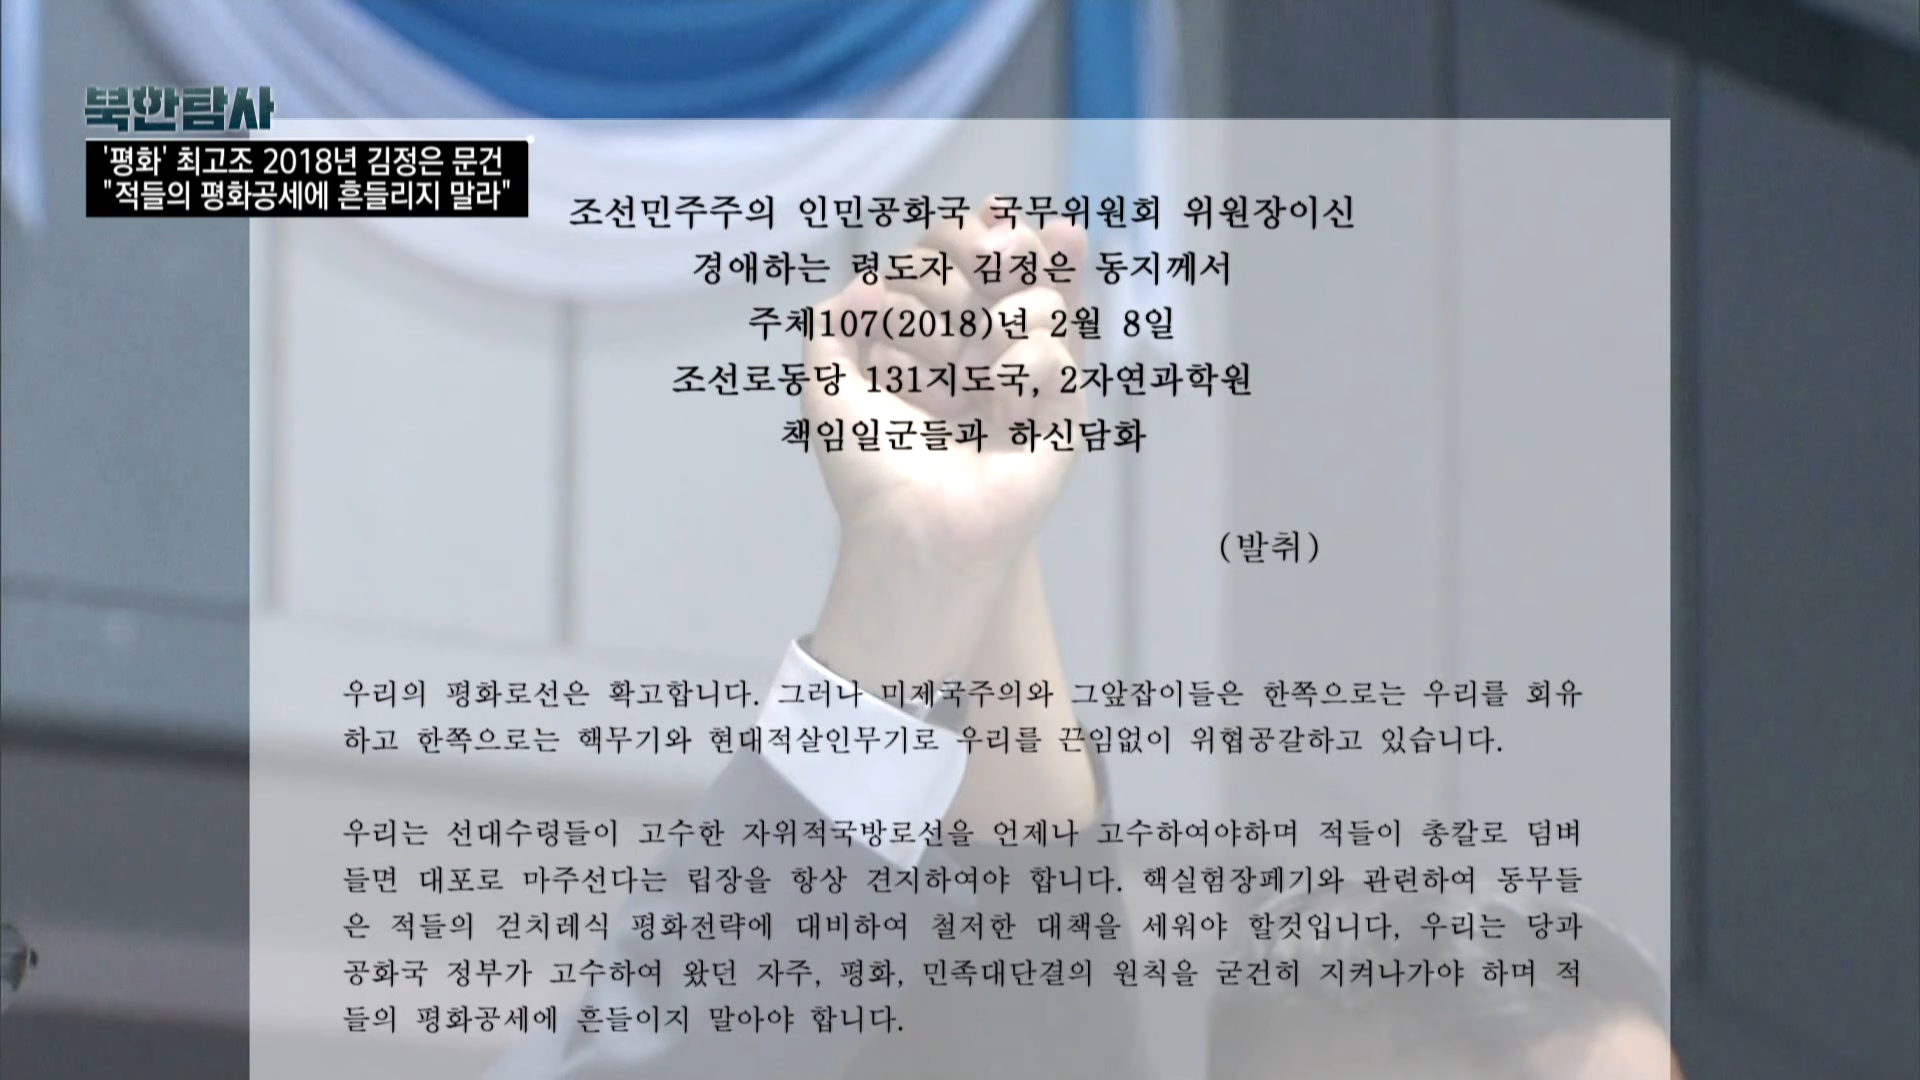 북한탐사
'평화' 최고조 2018년 김정은 문건
"적들의 평화공세에 흔들리지 말라"
조선민주주의 인민공화국 국무위원회 위원장이신
경애하는 령도자 김정은 동지께서
주체107(2018)년 2월 8일
조선로동당 131지도국, 2자연과학원
책임일군들과 하신담화
(발취)
우리의 평화로선은 확고합니다. 그러나 미제국주의와 그앞잡이들은 한쪽으로는 우리를 회유
하고 한쪽으로는 핵무기와 현대적살인무기로 우리를 끈임없이 위협공갈하고 있습니다.
우리는 선대수령들이 고수한 자위적국방로선을 언제나 고수하여야하며 적들이 총칼로 덤벼
들면 대포로 마주선다는 립장을 항상 견지하여야 합니다. 핵실험장폐기와 관련하여 동무들
은 적들의 걷치레식 평화전략에 대비하여 철저한 대책을 세워야 할것입니다, 우리는 당과
공화국 정부가 고수하여 왔던 자주, 평화, 민족대단결의 원칙을 굳건히 지켜나가야 하며 적
들의 평화공세에 흔들이지 말아야 합니다.